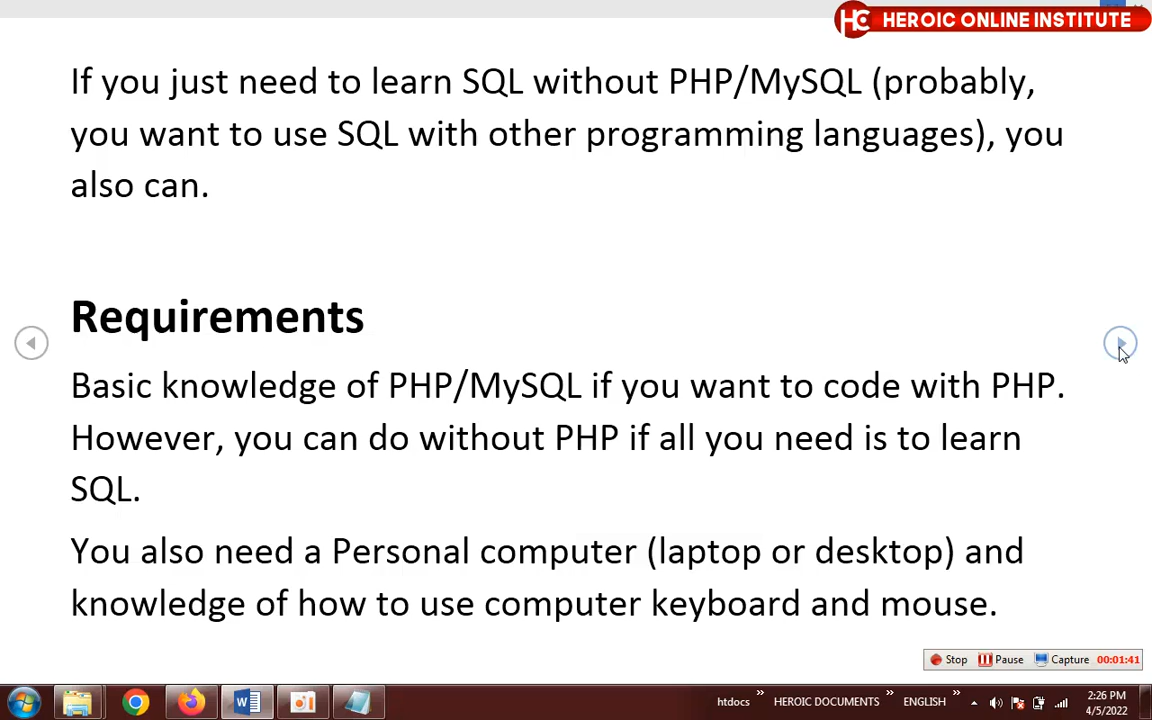 HC HEROIC ONLINE INSTITUTE
If you just need to learn SQL without PHP/MySQL (probably,
you want to use SQL with other programming languages), you
also can.
Requirements
Basic knowledge of PHP/MySQL if you want to code with PHP.
However, you can do without PHP if all you need is to learn
SQL.
You also need a Personal computer (laptop or desktop) and
knowledge of how to use computer keyboard and mouse.
Stop Pause Capture 00:01:41
htdocs » HEROIC DOCUMENTS » ENGLISH » 2:26 PM
4/5/2022